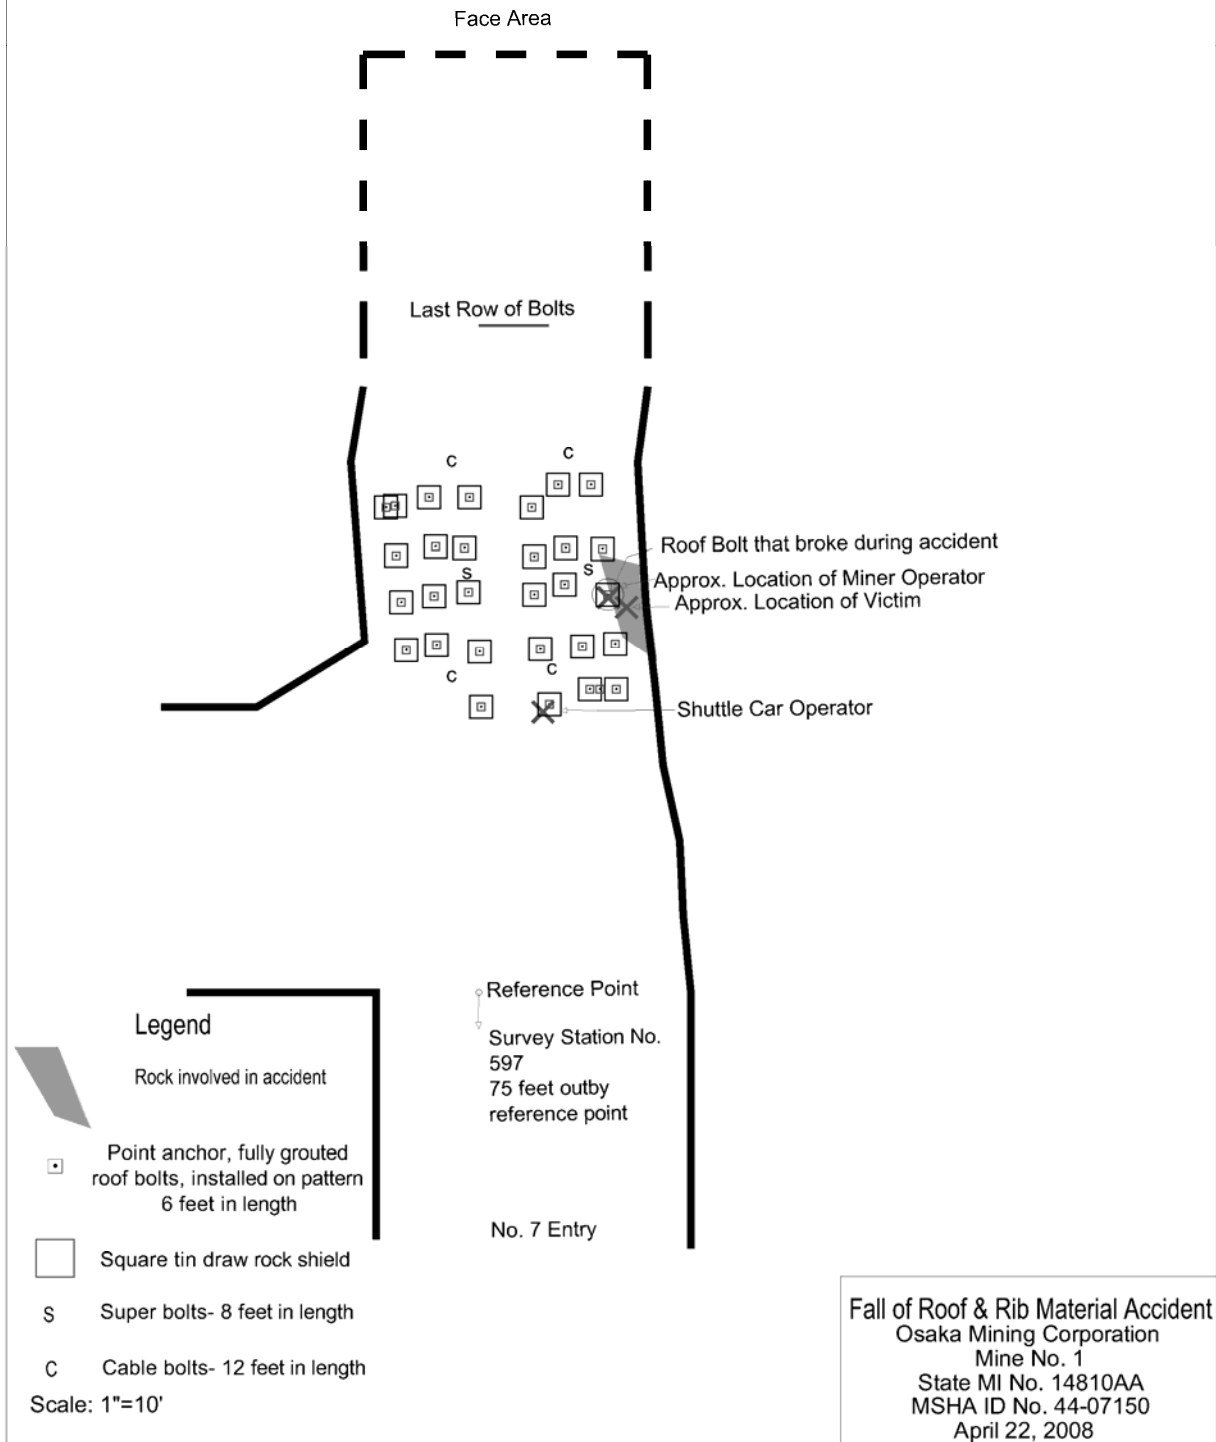 Face Area
Last Row of Bolts
C
C
Roof Bolt that broke during accident
S
S
Approx. Location of Miner Operator
Approx. Location of Victim
C
C
Shuttle Car Operator
Reference Point
Survey Station No.
597
75 feet outby
reference point
No. 7 Entry
Legend
Rock involved in accident
Point anchor, fully grouted
roof bolts, installed on pattern
6 feet in length
Square tin draw rock shield
S Super bolts- 8 feet in length
C Cable bolts- 12 feet in length
Scale: 1"=10'
Fall of Roof & Rib Material Accident
Osaka Mining Corporation
Mine No. 1
State MI No. 14810AA
MSHA ID No. 44-07150
April 22, 2008